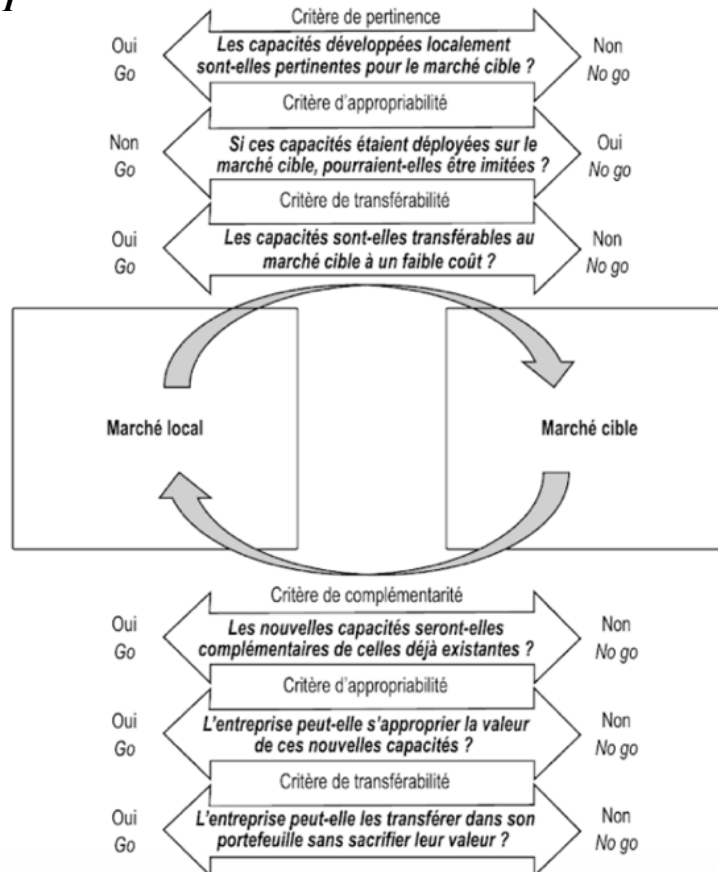 Critère de pertinence
Oui
Go
Les capacités développées localement
sont-elles pertinentes pour le marché cible ?
Non
No go
Critère d'appropriabilité
Non
Go
Si ces capacités étaient déployées sur le
marché cible, pourraient-elles être imitées ?
Oui
No go
Critère de transférabilité
Oui
Go
Les capacités sont-elles transférables au
marché cible à un faible coût ?
Non
No go
Marché local
Marché cible
Critère de complémentarité
Oui
Go
Les nouvelles capacités seront-elles
complémentaires de celles déjà existantes ?
Non
No go
Critère d'appropriabilité
Oui
Go
L'entreprise peut-elle s'approprier la valeur
de ces nouvelles capacités ?
Non
No go
Critère de transférabilité
Oui
Go
L'entreprise peut-elle les transférer dans son
portefeuille sans sacrifier leur valeur ?
Non
No go